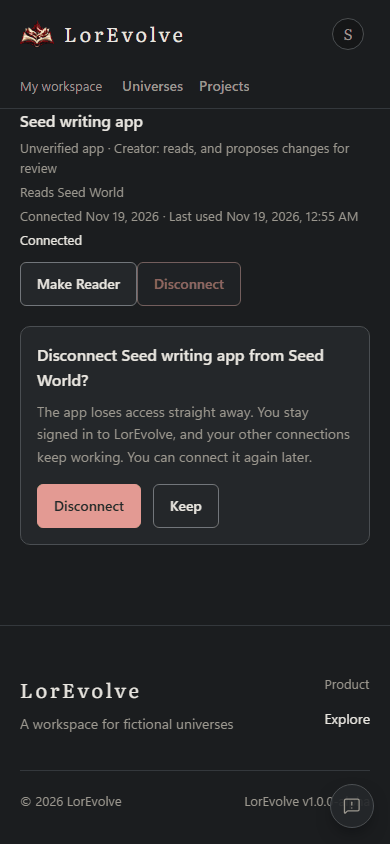 LorEvolve
S
My workspace Universes Projects
Seed writing app
Unverified app · Creator: reads, and proposes changes for
review
Reads Seed World
Connected Nov 19, 2026 · Last used Nov 19, 2026, 12:55 AM
Connected
Make Reader Disconnect
Disconnect Seed writing app from Seed
World?
The app loses access straight away. You stay
signed in to LorEvolve, and your other connections
keep working. You can connect it again later.
Disconnect Keep
LorEvolve
Product
A workspace for fictional universes
Explore
© 2026 LorEvolve LorEvolve v1.0.0